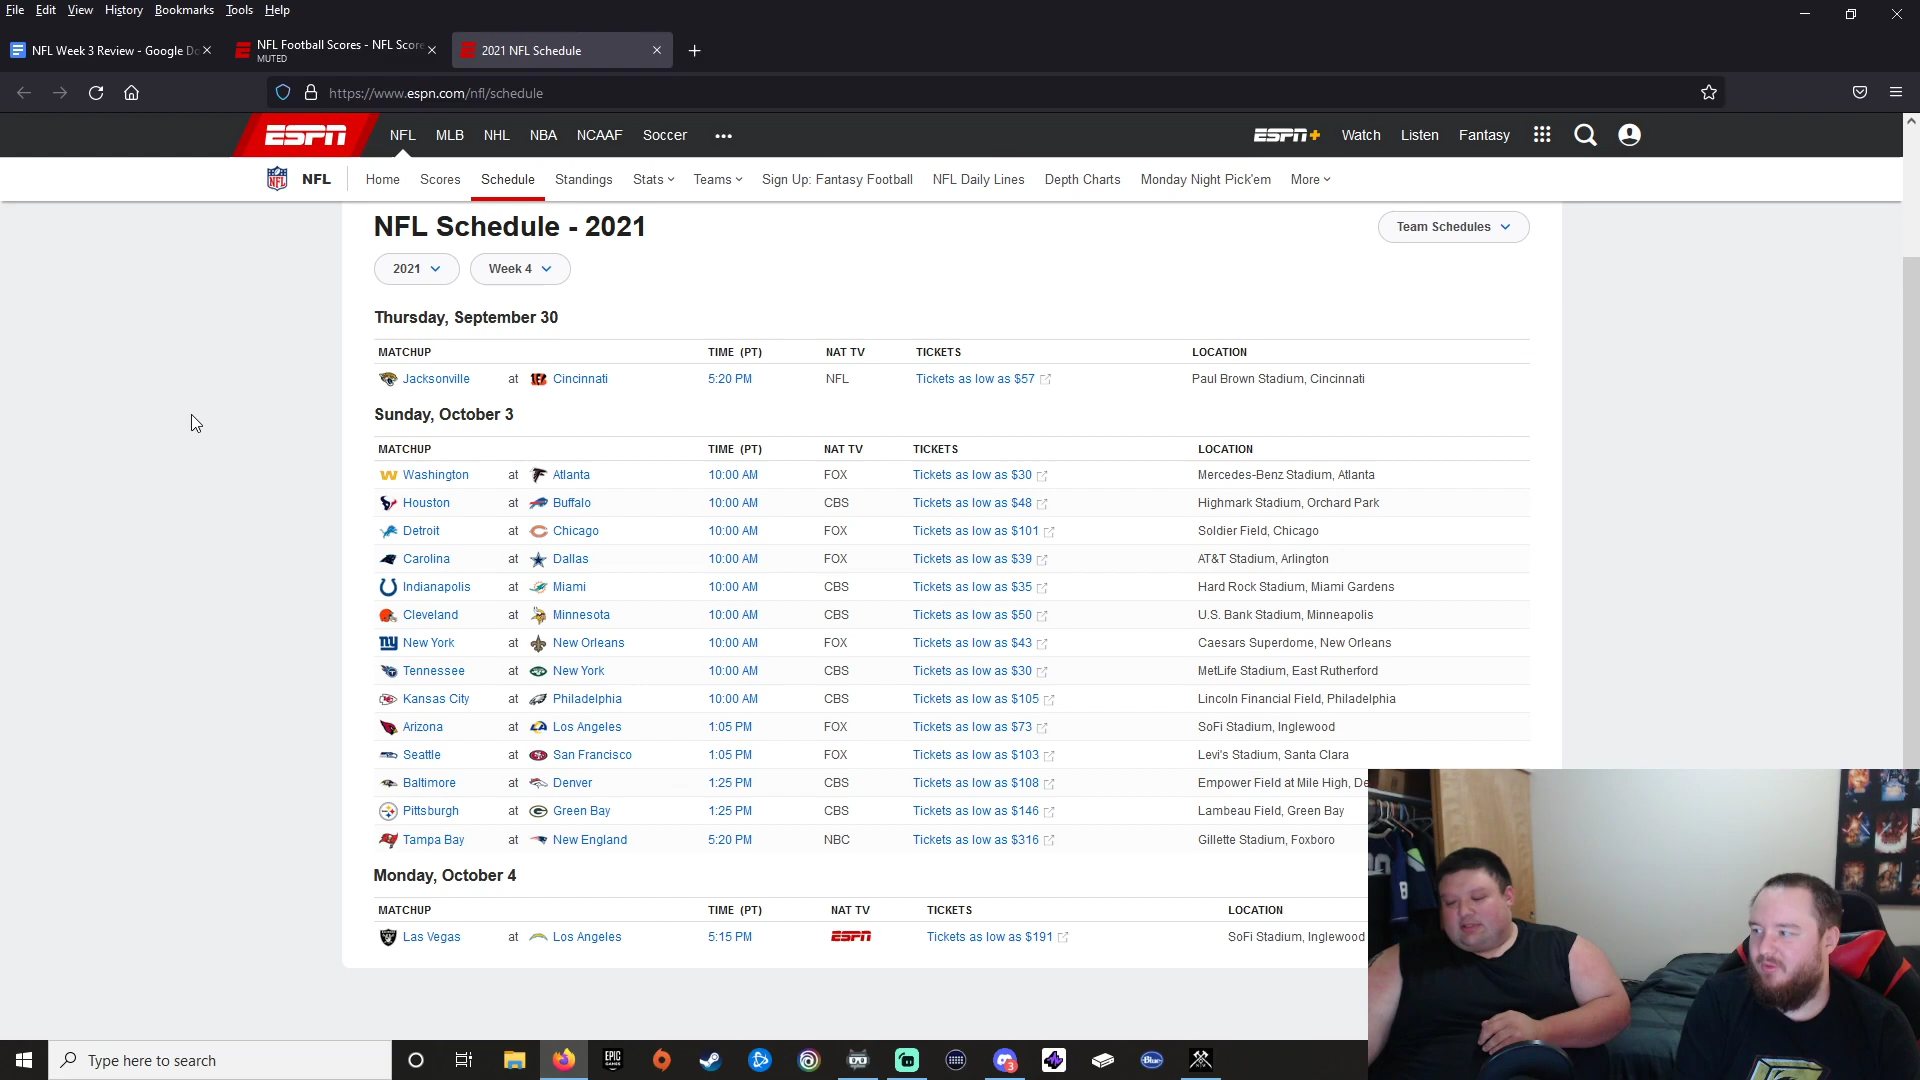 File Edit View History Bookmarks Tools Help
NFL Week 3 Review - Google Do
NFL Football Scores - NFL Score
MUTED
2021 NFL Schedule
https://www.espn.com/nfl/schedule
ESPN NFL MLB NHL NBA NCAAF Soccer ESPN+ Watch Listen Fantasy
NFL NFL Home Scores Schedule Standings Stats Teams Sign Up: Fantasy Football NFL Daily Lines Depth Charts Monday Night Pick'em More
NFL Schedule - 2021
Team Schedules
2021 Week 4
Thursday, September 30
MATCHUP TIME (PT) NAT TV TICKETS LOCATION
Jacksonville at Cincinnati 5:20 PM NFL Tickets as low as $57 Paul Brown Stadium, Cincinnati
Sunday, October 3
MATCHUP TIME (PT) NAT TV TICKETS LOCATION
W Washington at Atlanta 10:00 AM FOX Tickets as low as $30 Mercedes-Benz Stadium, Atlanta
Houston at Buffalo 10:00 AM CBS Tickets as low as $48 Highmark Stadium, Orchard Park
Detroit at Chicago 10:00 AM FOX Tickets as low as $101 Soldier Field, Chicago
Carolina at Dallas 10:00 AM FOX Tickets as low as $39 AT&T Stadium, Arlington
Indianapolis at Miami 10:00 AM CBS Tickets as low as $35 Hard Rock Stadium, Miami Gardens
Cleveland at Minnesota 10:00 AM CBS Tickets as low as $50 U.S. Bank Stadium, Minneapolis
ny New York at New Orleans 10:00 AM FOX Tickets as low as $43 Caesars Superdome, New Orleans
Tennessee at New York 10:00 AM CBS Tickets as low as $30 MetLife Stadium, East Rutherford
Kansas City at Philadelphia 10:00 AM CBS Tickets as low as $105 Lincoln Financial Field, Philadelphia
Arizona at Los Angeles 1:05 PM FOX Tickets as low as $73 SoFi Stadium, Inglewood
Seattle at San Francisco 1:05 PM FOX Tickets as low as $103 Levi's Stadium, Santa Clara
Baltimore at Denver 1:25 PM CBS Tickets as low as $108 Empower Field at Mile High, De
Pittsburgh at Green Bay 1:25 PM CBS Tickets as low as $146 Lambeau Field, Green Bay
Tampa Bay at New England 5:20 PM NBC Tickets as low as $316 Gillette Stadium, Foxboro
Monday, October 4
MATCHUP TIME (PT) NAT TV TICKETS LOCATION
Las Vegas at Los Angeles 5:15 PM ESPN Tickets as low as $191 SoFi Stadium, Inglewood
Type here to search
EPIC GAMES
3
Blue